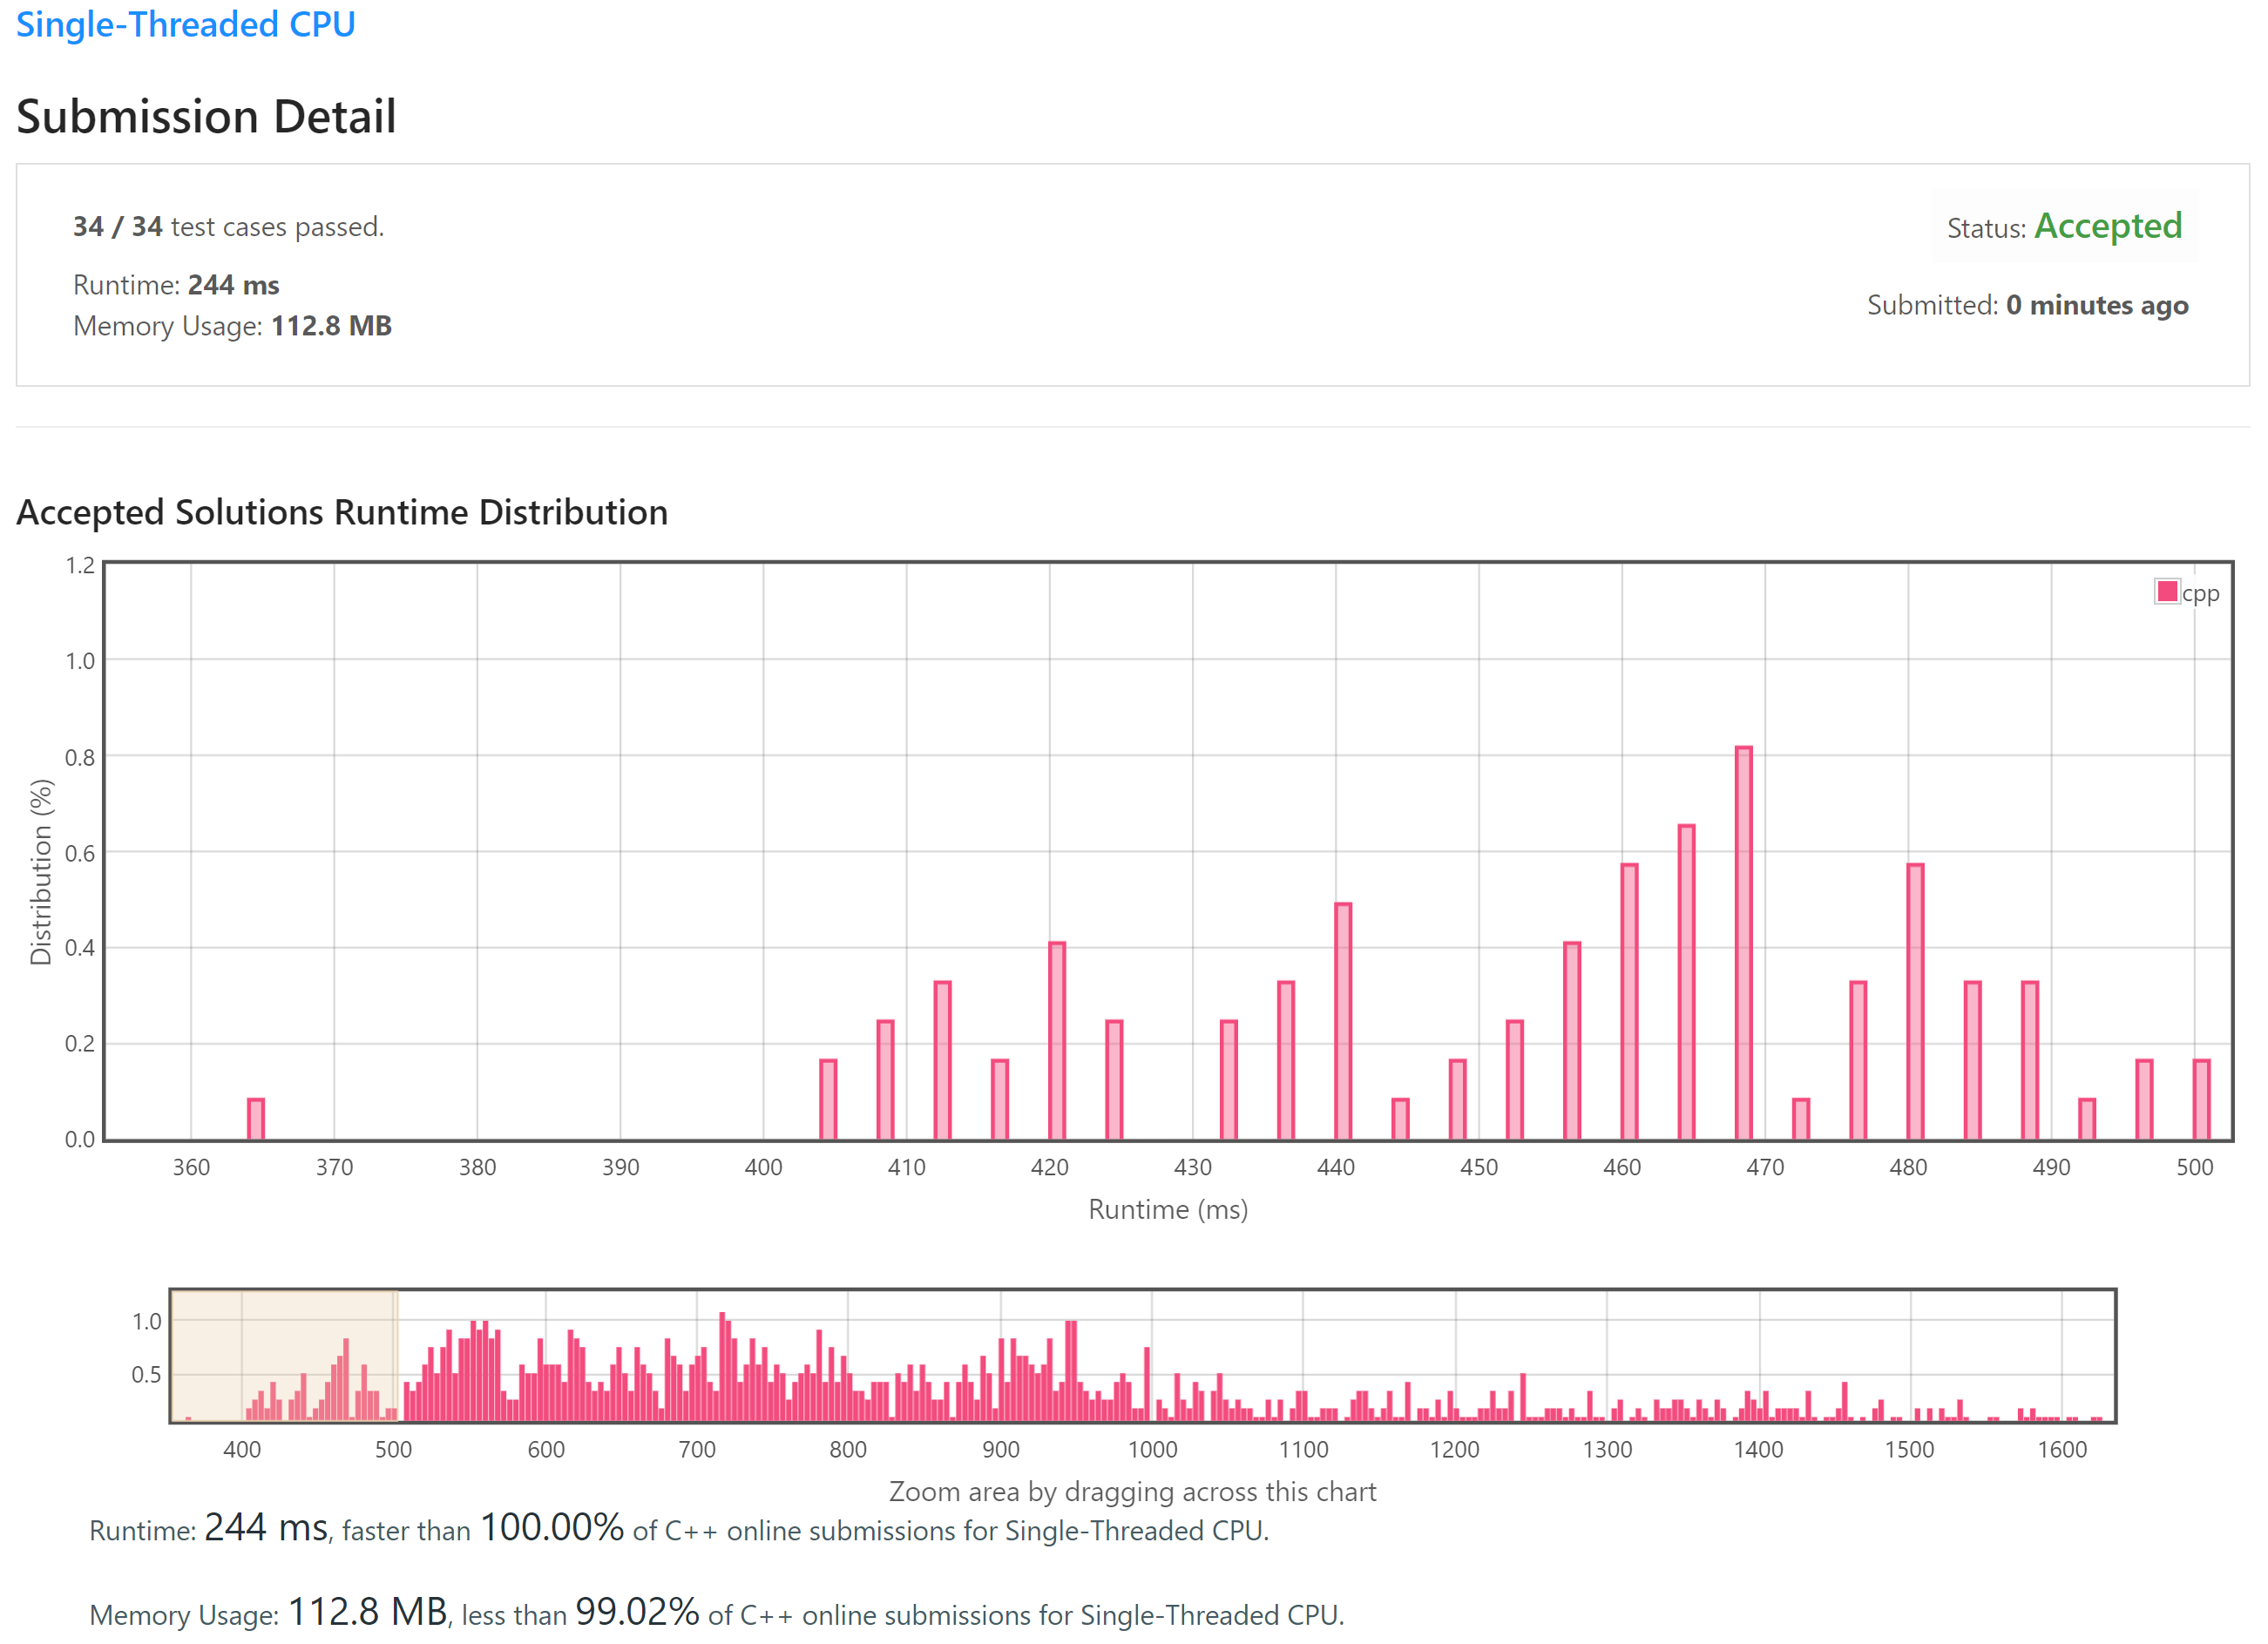 Single-Threaded CPU
Submission Detail
34 / 34 test cases passed.
Status: Accepted
Runtime: 244 ms
Submitted: 0 minutes ago
Memory Usage: 112.8 MB
Accepted Solutions Runtime Distribution
1.2
1.0
0.8
0.6
0.4
0.2
0.0
Distribution (%)
cpp
360 370 380 390 400 410 420 430 440 450 460 470 480 490 500
Runtime (ms)
1.0
0.5
400 500 600 700 800 900 1000 1100 1200 1300 1400 1500 1600
Zoom area by dragging across this chart
Runtime: 244 ms, faster than 100.00% of C++ online submissions for Single-Threaded CPU.
Memory Usage: 112.8 MB, less than 99.02% of C++ online submissions for Single-Threaded CPU.